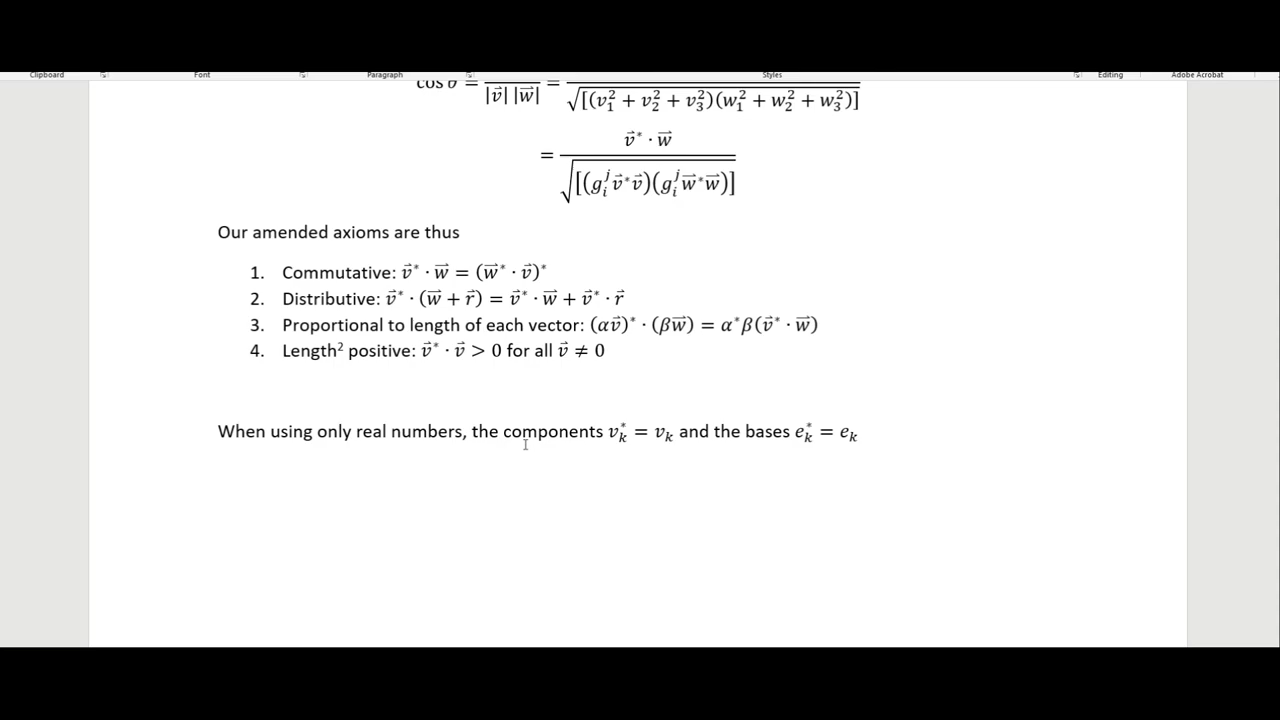 Clipboard Font Paragraph Styles Editing Adobe Acrobat
cos θ = / |v⃗| |w⃗| = / √[(v₁² + v₂² + v₃²)(w₁² + w₂² + w₃²)]
= v⃗* · w⃗ / √[(gᵢʲ v⃗*v⃗)(gᵢʲ w⃗*w⃗)]
Our amended axioms are thus
1. Commutative: v⃗* · w⃗ = (w⃗* · v⃗)*
2. Distributive: v⃗* · (w⃗ + r⃗) = v⃗* · w⃗ + v⃗* · r⃗
3. Proportional to length of each vector: (αv⃗)* · (βw⃗) = α*β(v⃗* · w⃗)
4. Length² positive: v⃗* · v⃗ > 0 for all v⃗ ≠ 0
When using only real numbers, the components vₖ* = vₖ and the bases eₖ* = eₖ